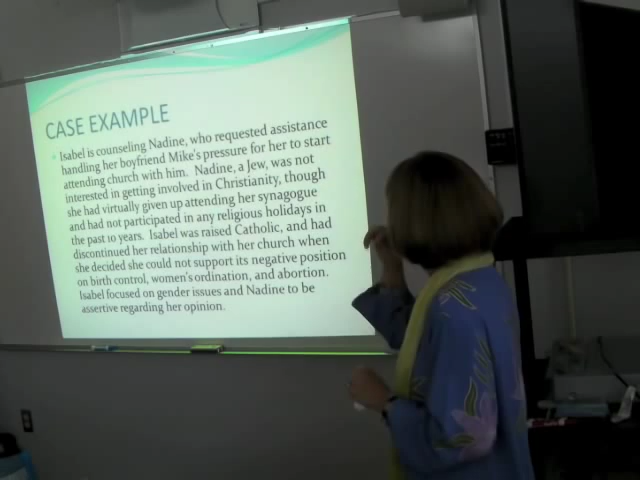 CASE EXAMPLE
Isabel is counseling Nadine, who requested assistance
handling her boyfriend Mike's pressure for her to start
attending church with him. Nadine, a Jew, was not
interested in getting involved in Christianity, though
she had virtually given up attending her synagogue
and had not participated in any religious holidays in
the past 10 years. Isabel was raised Catholic, and had
discontinued her relationship with her church when
she decided she could not support its negative position
on birth control, women's ordination, and abortion.
Isabel focused on gender issues and Nadine to be
assertive regarding her opinion.